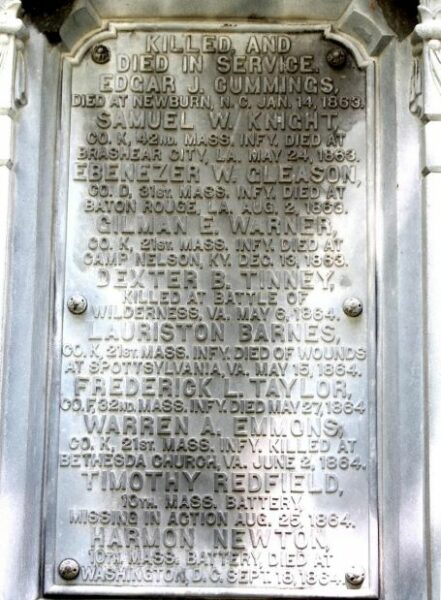 KILLED AND
DIED IN SERVICE.
EDGAR J. CUMMINGS,
DIED AT NEWBURN, N.C. JAN. 14, 1863.
SAMUEL W. KNIGHT,
CO. K, 42ND. MASS. INFY. DIED AT
BRASHEAR CITY, LA. MAY 24, 1863.
EBENEZER W. GLEASON,
CO. D, 31ST. MASS. INFY. DIED AT
BATON ROUGE, LA. AUG. 2, 1863.
GILMAN E. WARNER,
CO. K, 21ST. MASS. INFY. DIED AT
CAMP NELSON, KY. DEC. 13, 1863.
DEXTER B. TINNEY,
KILLED AT BATTLE OF
WILDERNESS, VA. MAY 6, 1864.
LAURISTON BARNES,
CO. K, 21ST. MASS. INFY. DIED OF WOUNDS
AT SPOTTSYLVANIA, VA. MAY 15, 1864.
FREDERICK L. TAYLOR,
CO. F, 32ND. MASS. INFY. DIED MAY 27, 1864
WARREN A. EMMONS,
CO. K, 21ST. MASS. INFY. KILLED AT
BETHESDA CHURCH, VA. JUNE 2, 1864.
TIMOTHY REDFIELD,
10TH. MASS. BATTERY
MISSING IN ACTION AUG. 25, 1864.
HARMON NEWTON
10TH. MASS. BATTERY, DIED AT
WASHINGTON, D.C. SEPT. 18, 1864.